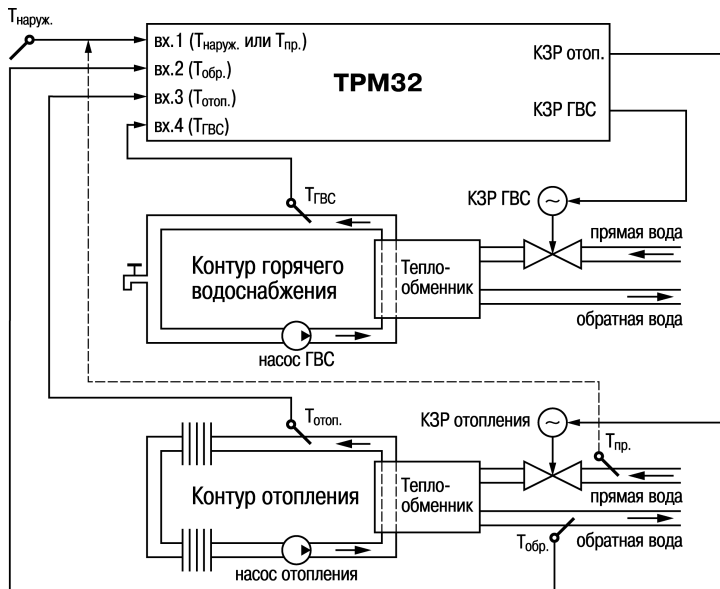 Tнаруж.
вх.1 (Tнаруж. или Tпр.)
вх.2 (Tобр.)
вх.3 (Tотоп.)
вх.4 (TГВС)
ТРМ32
КЗР отоп.
КЗР ГВС
TГВС
КЗР ГВС
прямая вода
Контур горячего
водоснабжения
Тепло-
обменник
обратная вода
насос ГВС
Tотоп.
КЗР отопления
Tпр.
Контур отопления
Тепло-
обменник
прямая вода
Tобр.
обратная вода
насос отопления